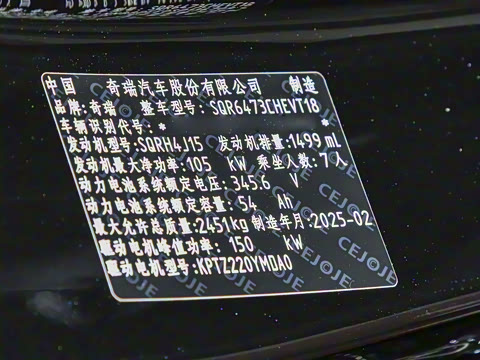 中国 奇瑞汽车股份有限公司 制造
品牌:奇瑞 整车型号:SQR6473CHEVT18
车辆识别代号:* *
发动机型号:SQRH4J15 发动机排量:1499 ml
发动机最大净功率:105 KW 乘坐人数:7 人
动力电池系统额定电压:345.6 V
动力电池系统额定容量:54 Ah
最大允许总质量:2451kg 制造年月:2025-02
驱动电机峰值功率:150 kW
驱动电机型号:KPTZ220YMDA0
CEJOJE